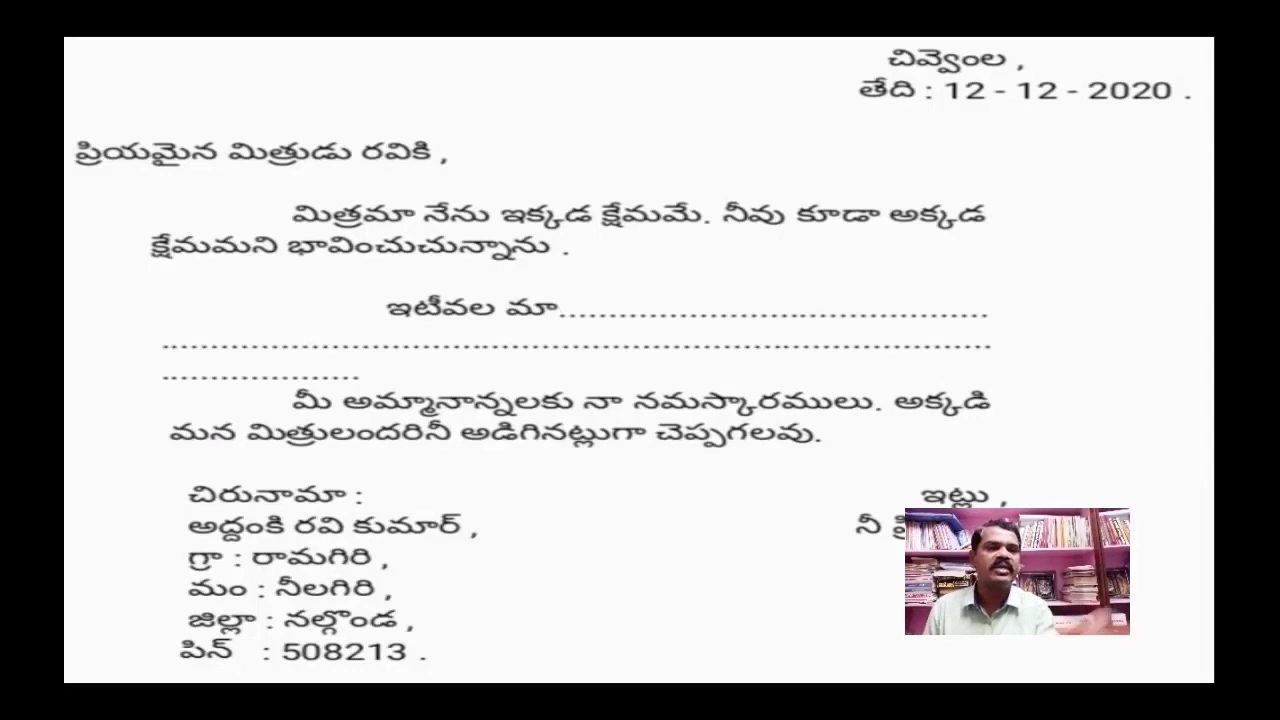 చివ్వెంల ,
తేది : 12 - 12 - 2020 .
ప్రియమైన మిత్రుడు రవికి ,
మిత్రమా నేను ఇక్కడ క్షేమమే. నీవు కూడా అక్కడ
క్షేమమని భావించుచున్నాను .
ఇటీవల మా...........................................
...................................................................................
....................
మీ అమ్మానాన్నలకు నా నమస్కారములు. అక్కడి
మన మిత్రులందరినీ అడిగినట్లుగా చెప్పగలవు.
చిరునామా :
ఇట్లు ,
అద్దంకి రవి కుమార్ ,
నీ
గ్రా : రామగిరి ,
మం : నీలగిరి ,
జిల్లా : నల్గొండ ,
పిన్ : 508213 .